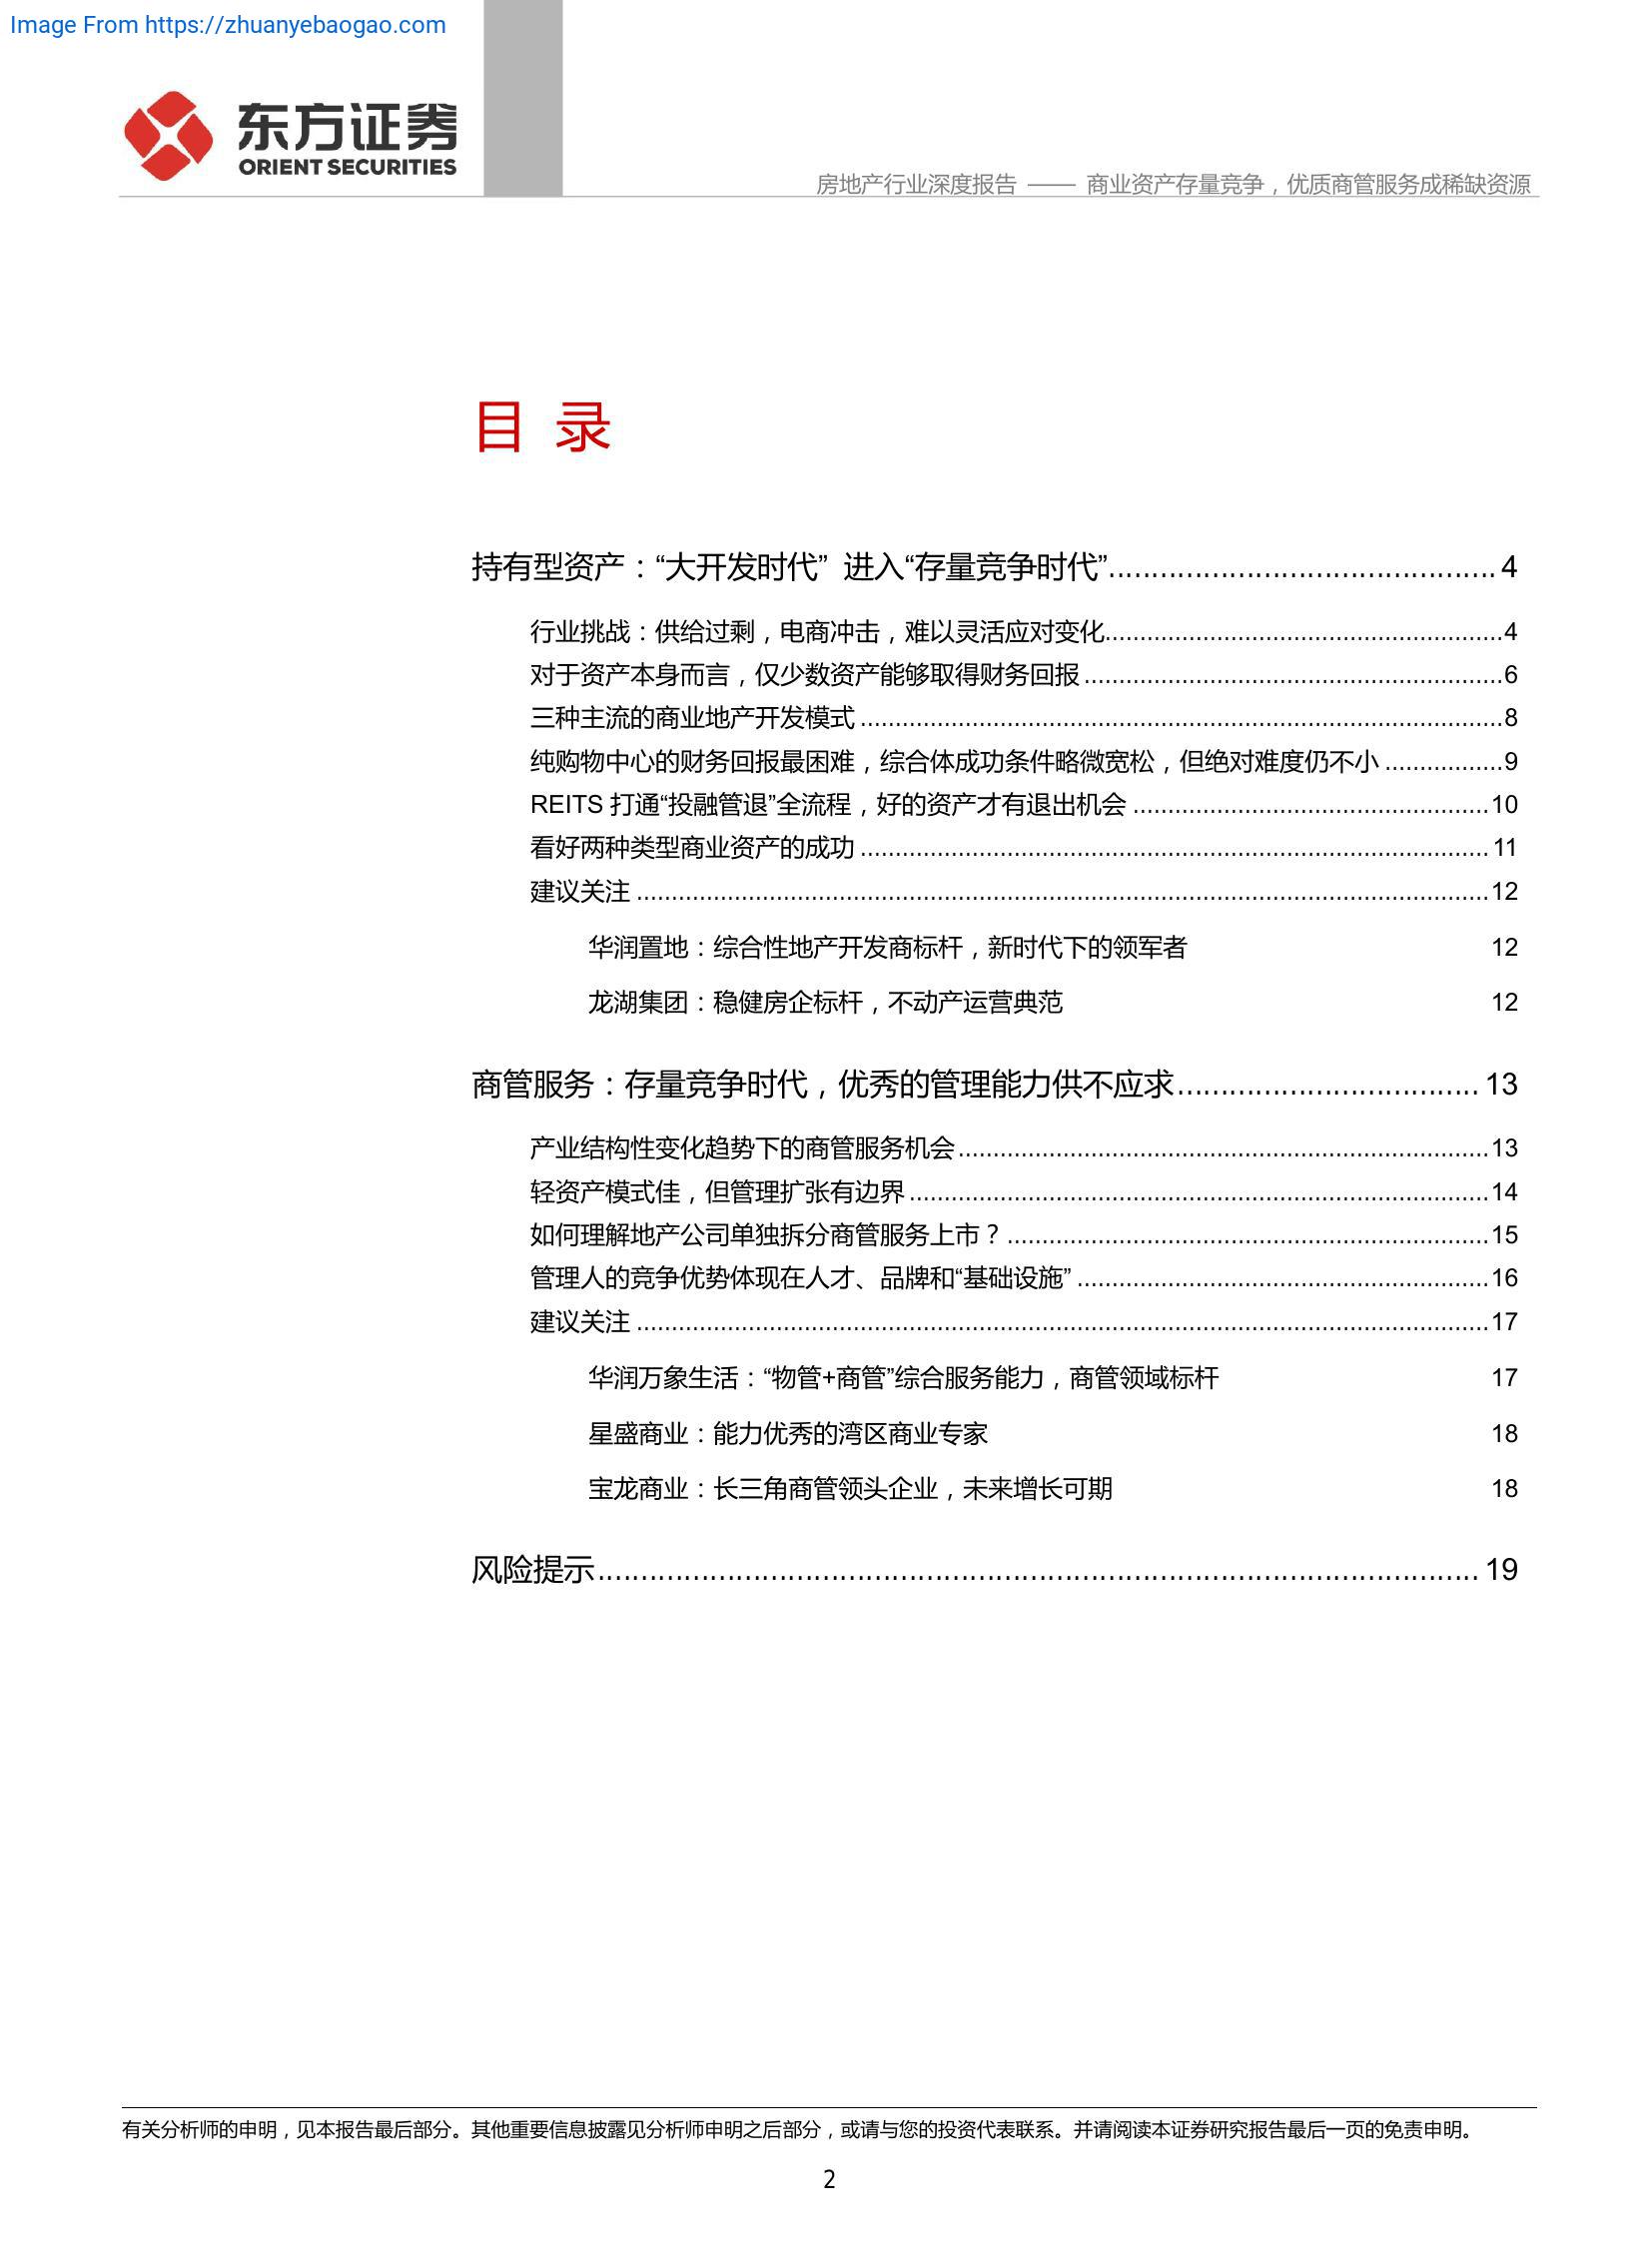 Image From https://zhuanyebaogao.com
东方证券
ORIENT SECURITIES
房地产行业深度报告 —— 商业资产存量竞争，优质商管服务成稀缺资源
目 录
持有型资产：“大开发时代” 进入“存量竞争时代”............................................. 4
行业挑战：供给过剩，电商冲击，难以灵活应对变化.........................................................4
对于资产本身而言，仅少数资产能够取得财务回报 ............................................................6
三种主流的商业地产开发模式 ............................................................................................8
纯购物中心的财务回报最困难，综合体成功条件略微宽松，但绝对难度仍不小 .................9
REITS 打通“投融管退”全流程，好的资产才有退出机会 ...................................................10
看好两种类型商业资产的成功 ..........................................................................................11
建议关注 ..........................................................................................................................12
华润置地：综合性地产开发商标杆，新时代下的领军者 12
龙湖集团：稳健房企标杆，不动产运营典范 12
商管服务：存量竞争时代，优秀的管理能力供不应求................................... 13
产业结构性变化趋势下的商管服务机会............................................................................13
轻资产模式佳，但管理扩张有边界 ...................................................................................14
如何理解地产公司单独拆分商管服务上市？.....................................................................15
管理人的竞争优势体现在人才、品牌和“基础设施” ...........................................................16
建议关注 ..........................................................................................................................17
华润万象生活：“物管+商管”综合服务能力，商管领域标杆 17
星盛商业：能力优秀的湾区商业专家 18
宝龙商业：长三角商管领头企业，未来增长可期 18
风险提示...................................................................................................... 19
有关分析师的申明，见本报告最后部分。其他重要信息披露见分析师申明之后部分，或请与您的投资代表联系。并请阅读本证券研究报告最后一页的免责申明。
2